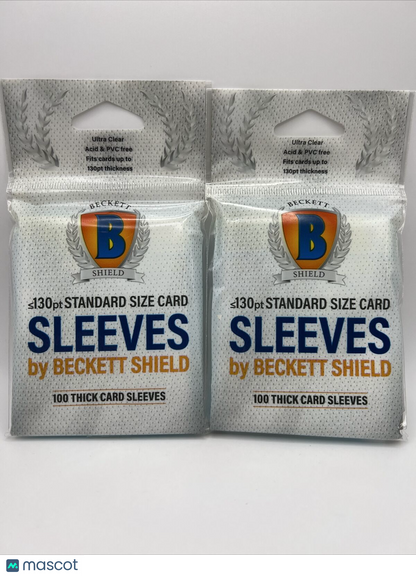 Ultra Clear
Acid & PVC free
Fits cards up to
130pt thickness
BECKETT
B
SHIELD
≤130pt STANDARD SIZE CARD
SLEEVES
by BECKETT SHIELD
100 THICK CARD SLEEVES
Ultra Clear
Acid & PVC free
Fits cards up to
130pt thickness
BECKETT
B
SHIELD
≤130pt STANDARD SIZE CARD
SLEEVES
by BECKETT SHIELD
100 THICK CARD SLEEVES
mascot